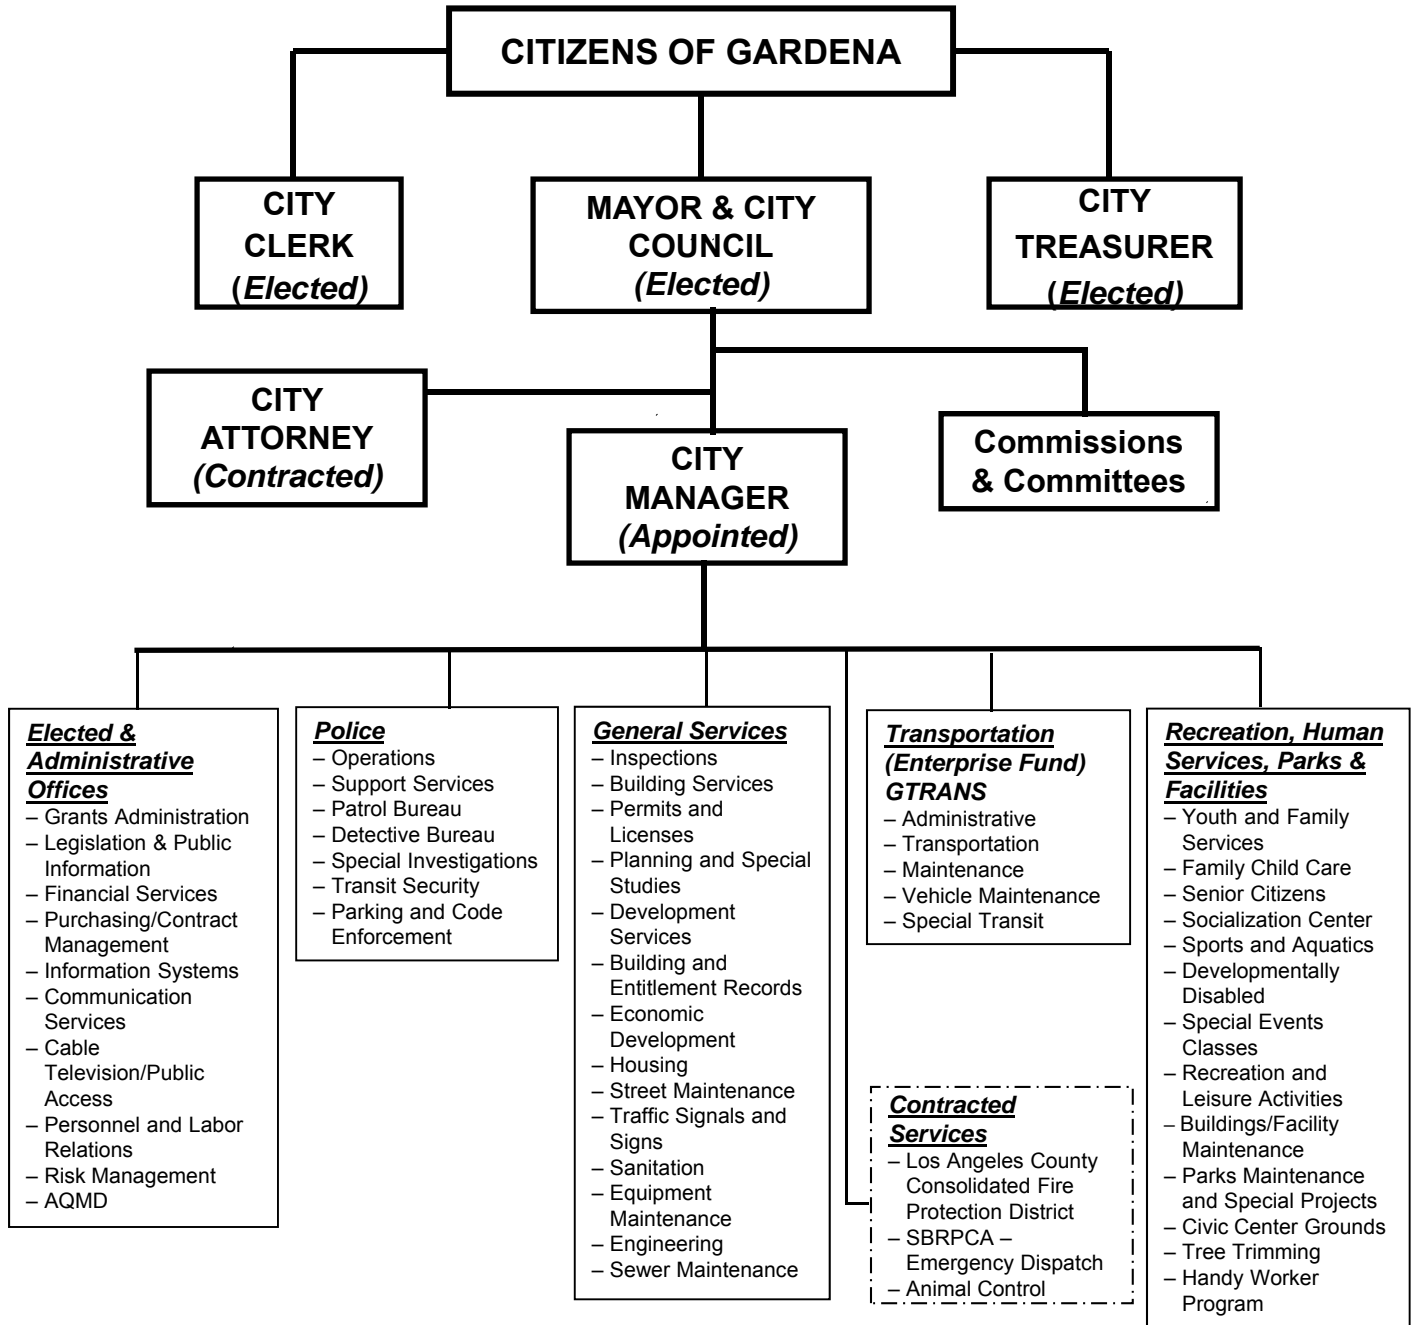 CITIZENS OF GARDENA
CITY
CLERK
(Elected)
MAYOR & CITY
COUNCIL
(Elected)
CITY
TREASURER
(Elected)
CITY
ATTORNEY
(Contracted)
CITY
MANAGER
(Appointed)
Commissions
& Committees
Elected &
Administrative
Offices
– Grants Administration
– Legislation & Public
Information
– Financial Services
– Purchasing/Contract
Management
– Information Systems
– Communication
Services
– Cable
Television/Public
Access
– Personnel and Labor
Relations
– Risk Management
– AQMD
Police
– Operations
– Support Services
– Patrol Bureau
– Detective Bureau
– Special Investigations
– Transit Security
– Parking and Code
Enforcement
General Services
– Inspections
– Building Services
– Permits and
Licenses
– Planning and Special
Studies
– Development
Services
– Building and
Entitlement Records
– Economic
Development
– Housing
– Street Maintenance
– Traffic Signals and
Signs
– Sanitation
– Equipment
Maintenance
– Engineering
– Sewer Maintenance
Transportation
(Enterprise Fund)
GTRANS
– Administrative
– Transportation
– Maintenance
– Vehicle Maintenance
– Special Transit
Contracted
Services
– Los Angeles County
Consolidated Fire
Protection District
– SBRPCA –
Emergency Dispatch
– Animal Control
Recreation, Human
Services, Parks &
Facilities
– Youth and Family
Services
– Family Child Care
– Senior Citizens
– Socialization Center
– Sports and Aquatics
– Developmentally
Disabled
– Special Events
Classes
– Recreation and
Leisure Activities
– Buildings/Facility
Maintenance
– Parks Maintenance
and Special Projects
– Civic Center Grounds
– Tree Trimming
– Handy Worker
Program